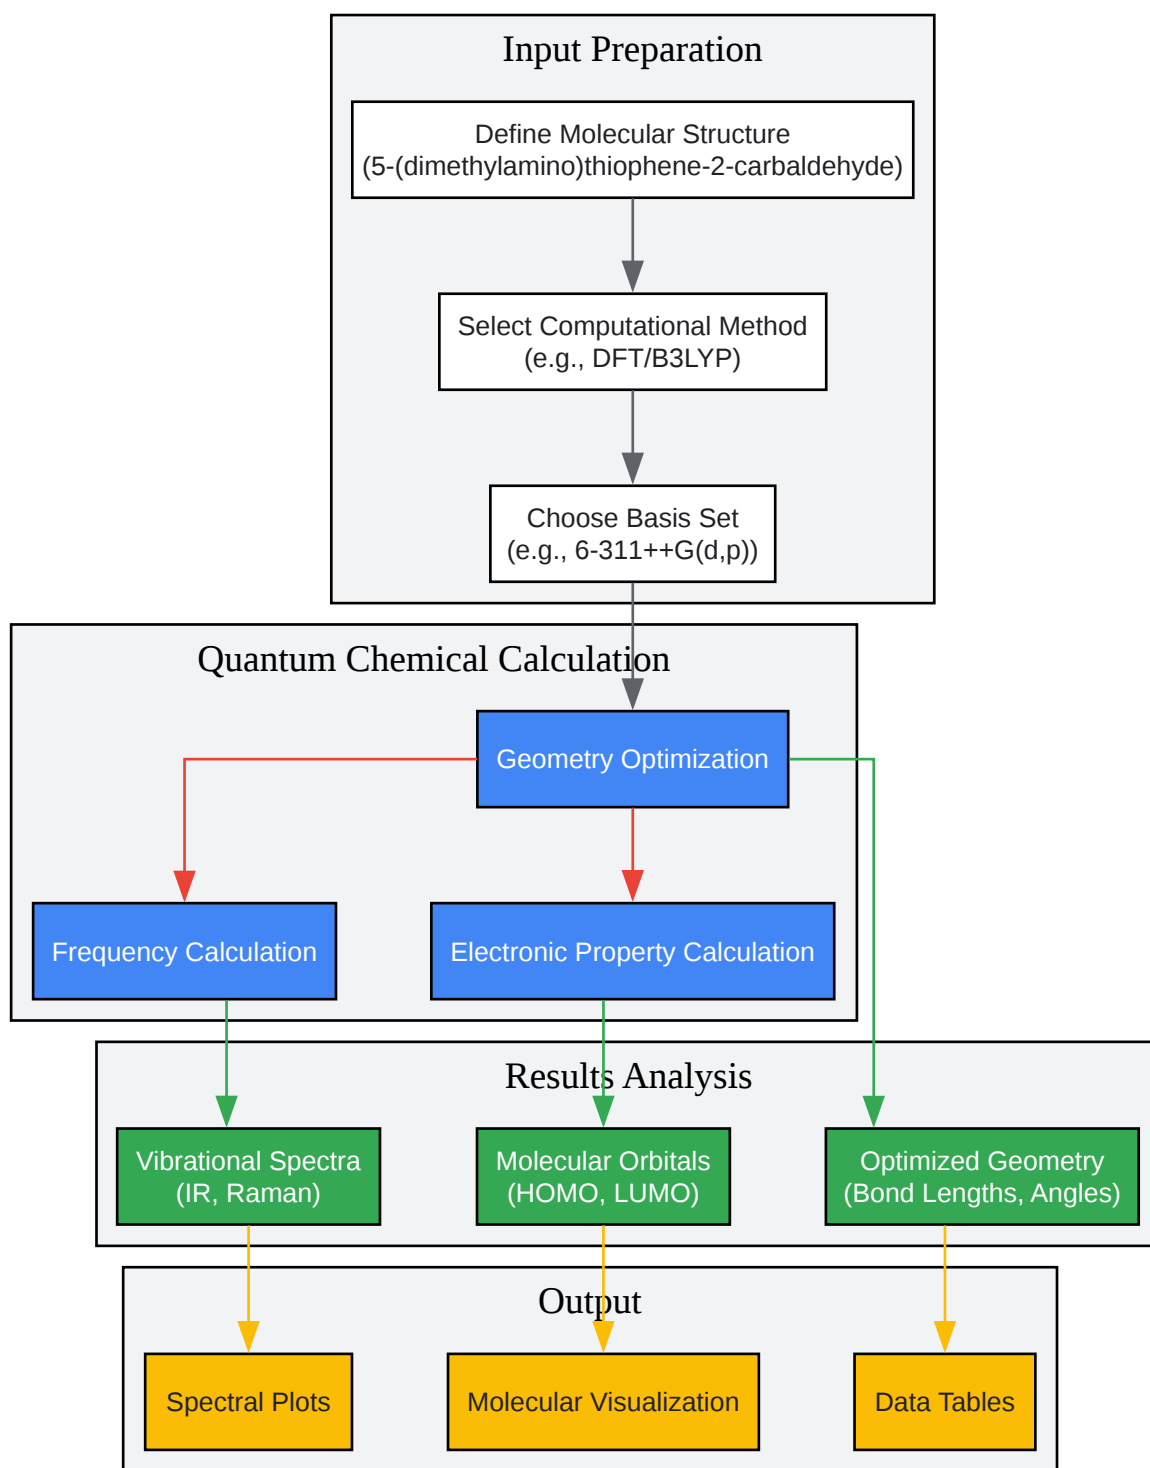 Input Preparation
Define Molecular Structure
(5-(dimethylamino)thiophene-2-carbaldehyde)
Select Computational Method
(e.g., DFT/B3LYP)
Choose Basis Set
(e.g., 6-311++G(d,p))
Quantum Chemical Calculation
Geometry Optimization
Frequency Calculation
Electronic Property Calculation
Results Analysis
Vibrational Spectra
(IR, Raman)
Molecular Orbitals
(HOMO, LUMO)
Optimized Geometry
(Bond Lengths, Angles)
Output
Spectral Plots
Molecular Visualization
Data Tables